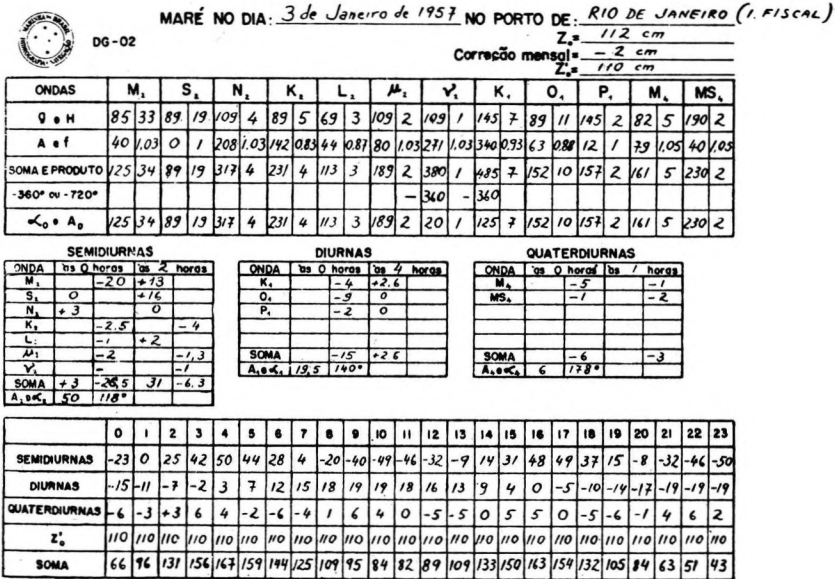 MARÉ NO DIA: 3 de Janeiro de 1957 NO PORTO DE: RIO DE JANEIRO (I. FISCAL)
DG-02
Z₀= 112 cm
Correção mensal= - 2 cm
Z'₀= 110 cm
ONDAS M₂ S₂ N₂ K₂ L₂ μ₂ ν₂ K₁ O₁ P₁ M₄ MS₄
g e H 85 33 89 19 109 4 89 5 69 3 109 2 109 1 145 7 89 11 145 2 82 5 190 2
A e f 40 1,03 0 1 208 1,03 142 0,83 44 0,87 80 1,03 271 1,03 340 0,93 63 0,88 12 1 79 1,05 40 1,05
SOMA E PRODUTO 125 34 89 19 317 4 231 4 113 3 189 2 380 1 485 7 152 10 157 2 161 5 230 2
-360° ou -720° - 360 - 360
α₀ e A₀ 125 34 89 19 317 4 231 4 113 3 189 2 20 1 125 7 152 10 157 2 161 5 230 2
SEMIDIURNAS DIURNAS QUATERDIURNAS
ONDA às 0 horas às 2 horas ONDA às 0 horas às 4 horas ONDA às 0 horas às 1 horas
M₂ -20 +13 K₁ -4 +2.6 M₄ -5 -1
S₂ 0 +16 O₁ -9 0 MS₄ -1 -2
N₂ +3 0 P₁ -2 0
K₂ -2.5 -4
L₂ -1 +2
μ₂ -2 -1,3 SOMA -15 +2 6 SOMA -6 -3
ν₂ - -1 A₁ e α₁ 19,5 140° A₄ e α₄ 6 178°
SOMA +3 -26,5 31 -6.3
A₂ e α₂ 50 118°
0 1 2 3 4 5 6 7 8 9 10 11 12 13 14 15 16 17 18 19 20 21 22 23
SEMIDIURNAS -23 0 25 42 50 44 28 4 -20 -40 -49 -46 -32 -9 14 31 48 49 37 15 -8 -32 -46 -50
DIURNAS -15 -11 -7 -2 3 7 12 15 18 19 19 18 16 13 9 4 0 -5 -10 -14 -17 -19 -19 -19
QUATERDIURNAS -6 -3 +3 6 4 -2 -6 -4 1 6 4 0 -5 -5 0 5 5 0 -5 -6 -1 4 6 2
Z'₀ 110 110 110 110 110 110 110 110 110 110 110 110 110 110 110 110 110 110 110 110 110 110 110 110
SOMA 66 96 131 156 167 159 144 125 109 95 84 82 89 109 133 150 163 154 132 105 84 63 51 43